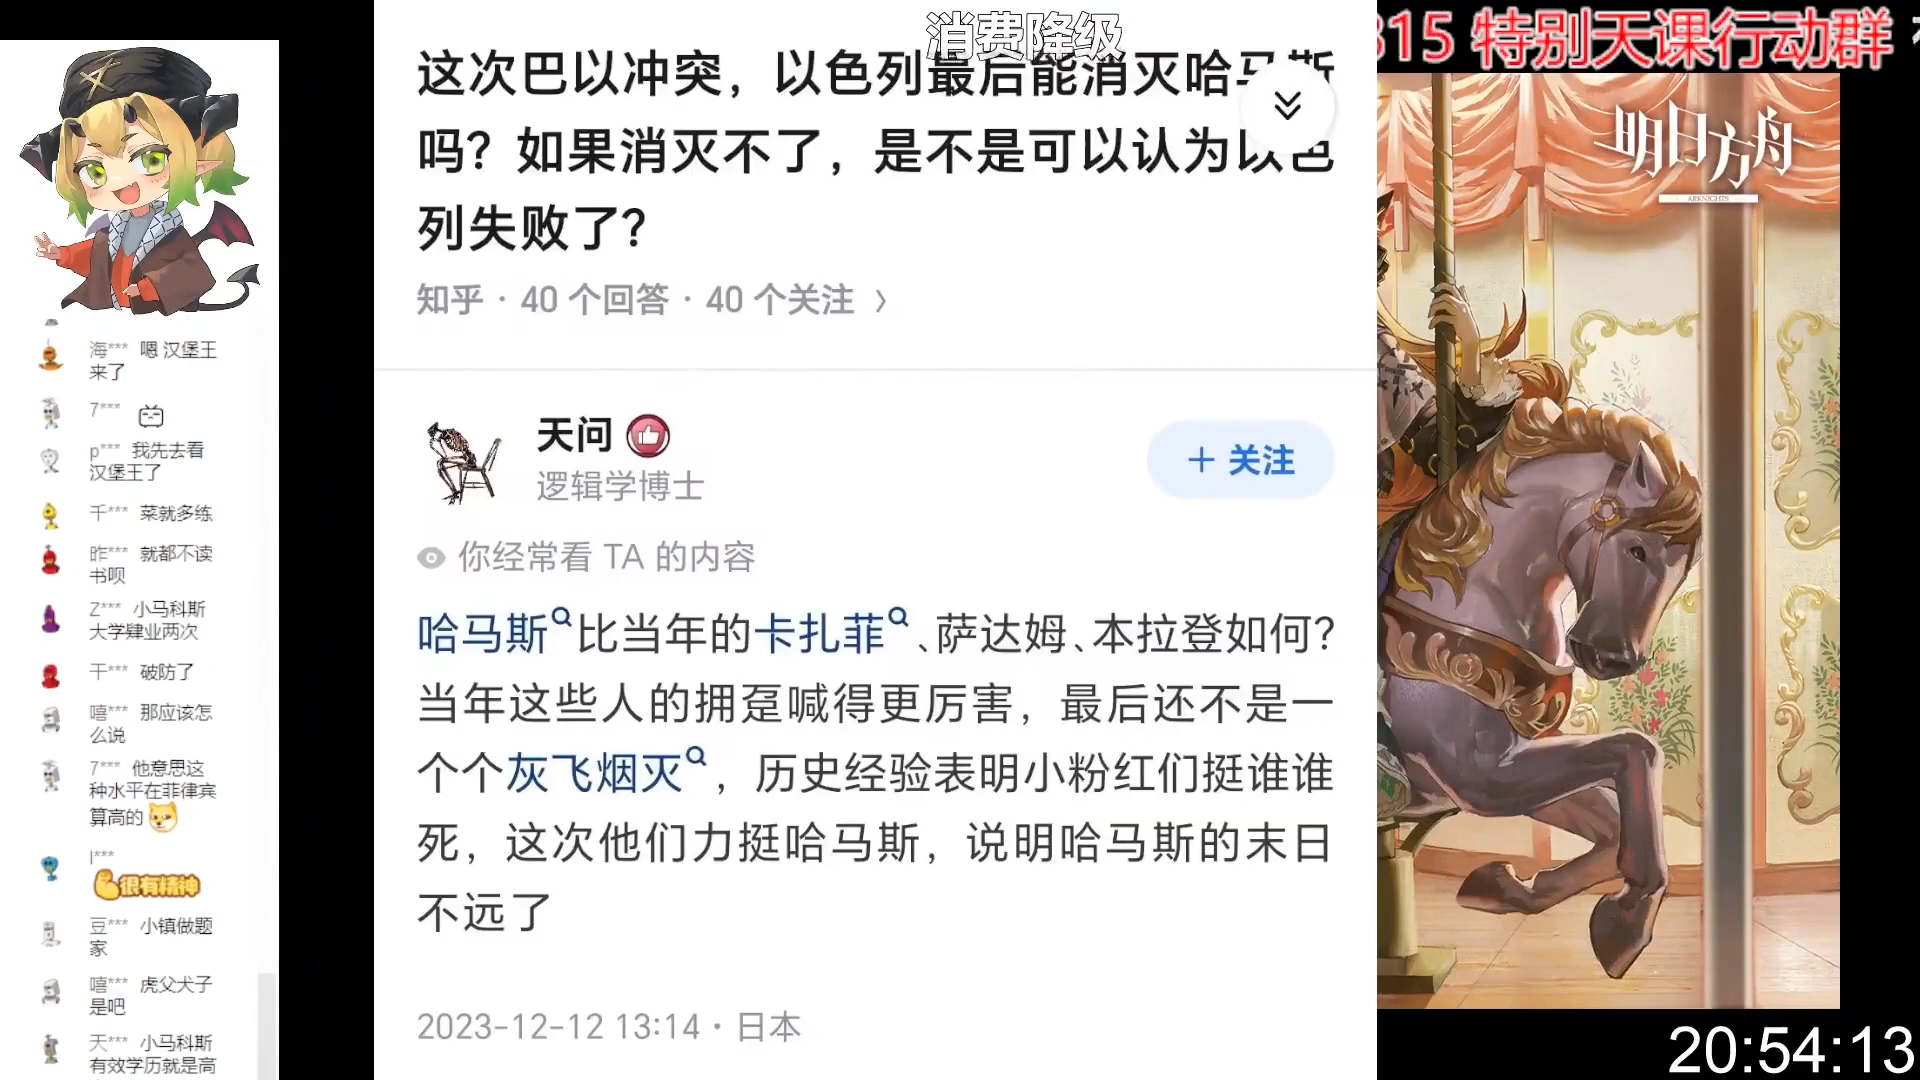 消费降级
815 特别天课行动群
这次巴以冲突，以色列最后能消灭哈马斯
吗？如果消灭不了，是不是可以认为以色
列失败了？
知乎 · 40 个回答 · 40 个关注 >
天问
逻辑学博士
+ 关注
你经常看 TA 的内容
哈马斯比当年的卡扎菲、萨达姆、本拉登如何？
当年这些人的拥趸喊得更厉害，最后还不是一
个个灰飞烟灭，历史经验表明小粉红们挺谁谁
死，这次他们力挺哈马斯，说明哈马斯的末日
不远了
2023-12-12 13:14 · 日本
海*** 嗯 汉堡王
来了
7***
p*** 我先去看
汉堡王了
千*** 菜就多练
昨*** 就都不读
书呗
Z*** 小马科斯
大学肄业两次
干*** 破防了
嘻*** 那应该怎
么说
7*** 他意思这
种水平在菲律宾
算高的
l***
很有精神
豆*** 小镇做题
家
嘻*** 虎父犬子
是吧
天*** 小马科斯
有效学历就是高
明日方舟
ARKNIGHTS
20:54:13